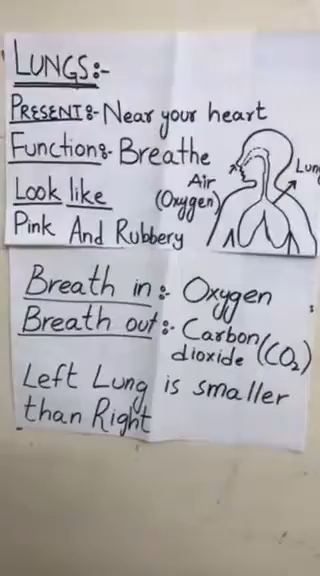 LUNGS:-
PRESENT:- Near your heart
Function:- Breathe
Look like
Pink And Rubbery
Air
(Oxygen)
Breath in:- Oxygen
Breath out:- Carbon
dioxide (CO₂)
Left Lung is smaller
than Right